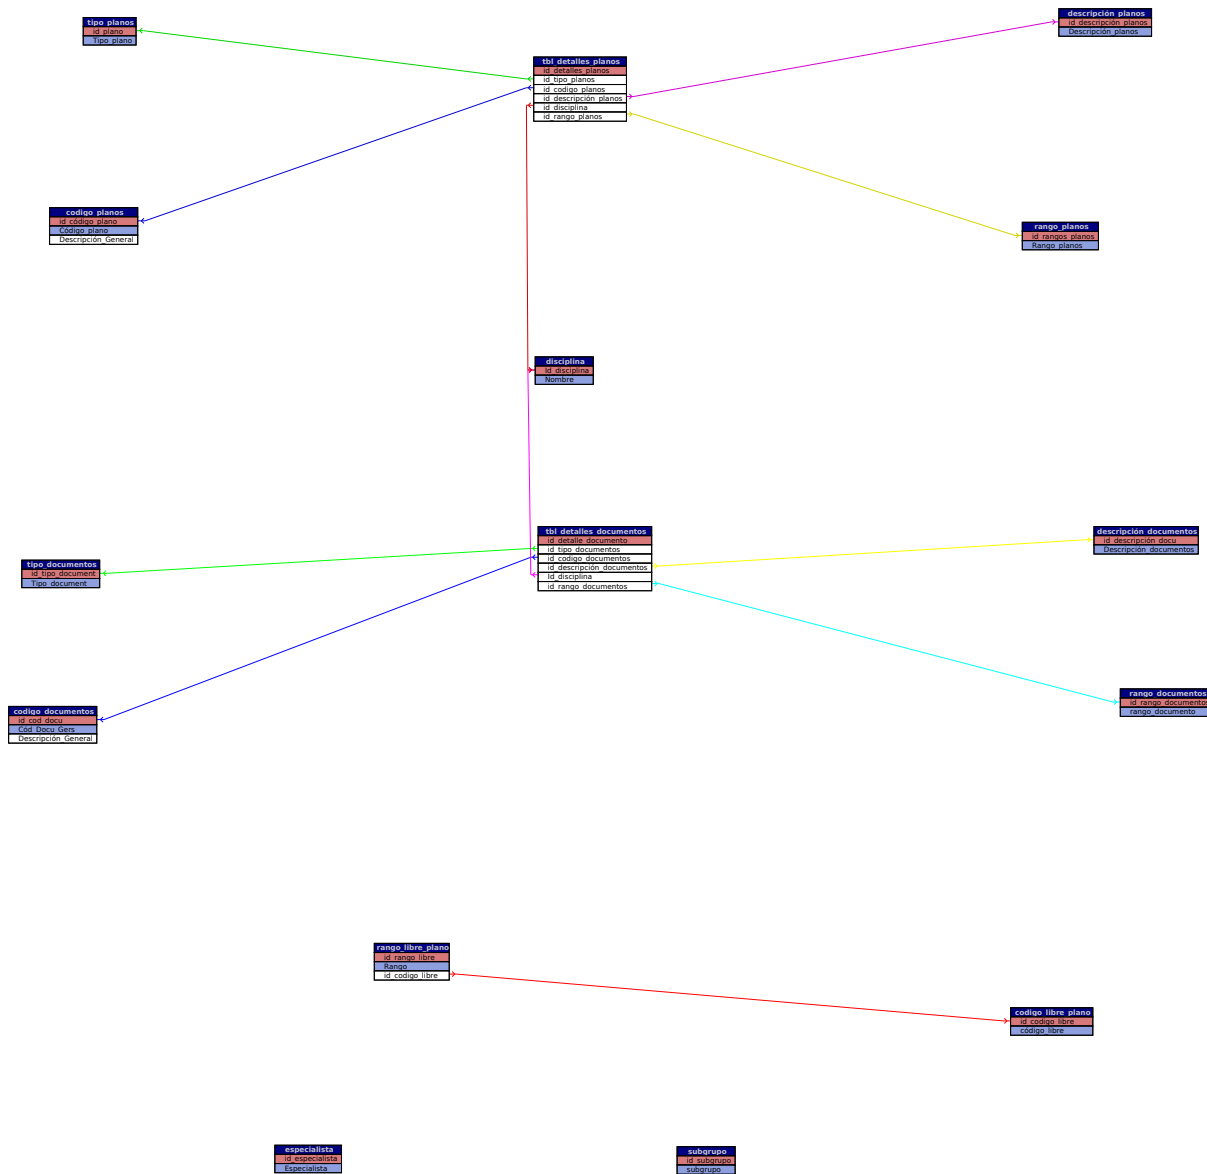 tipo_planos
id_plano
Tipo_plano
descripción_planos
id_descripción_planos
Descripción_planos
tbl_detalles_planos
id_detalles_planos
id_tipo_planos
id_codigo_planos
id_descripción_planos
id_disciplina
id_rango_planos
codigo_planos
id_código_plano
Código_plano
Descripción_General
rango_planos
id_rangos_planos
Rango_planos
disciplina
Id_disciplina
Nombre
tbl_detalles_documentos
id_detalle_documento
id_tipo_documentos
id_codigo_documentos
id_descripción_documentos
Id_disciplina
id_rango_documentos
descripción_documentos
id_descripción_docu
Descripción_documentos
tipo_documentos
id_tipo_document
Tipo_document
rango_documentos
id_rango_documentos
rango_documento
codigo_documentos
id_cod_docu
Cód_Docu_Gers
Descripción_General
rango_libre_plano
id_rango_libre
Rango
id_codigo_libre
codigo_libre_plano
id_codigo_libre
código_libre
especialista
id_especialista
Especialista
subgrupo
id_subgrupo
subgrupo